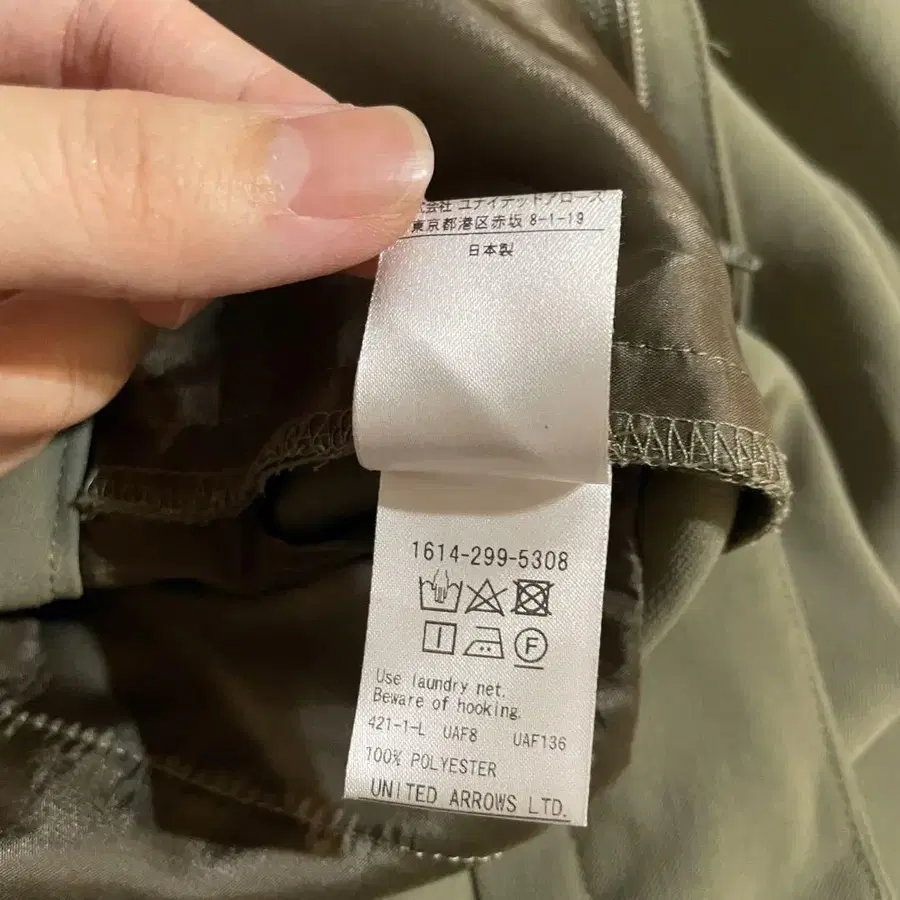 会社 ユナイテッドアローズ
東京都港区赤坂 8-1-19
日本製
1614-299-5308
F
Use laundry net.
Beware of hooking.
421-1-L UAF8 UAF136
100% POLYESTER
UNITED ARROWS LTD.